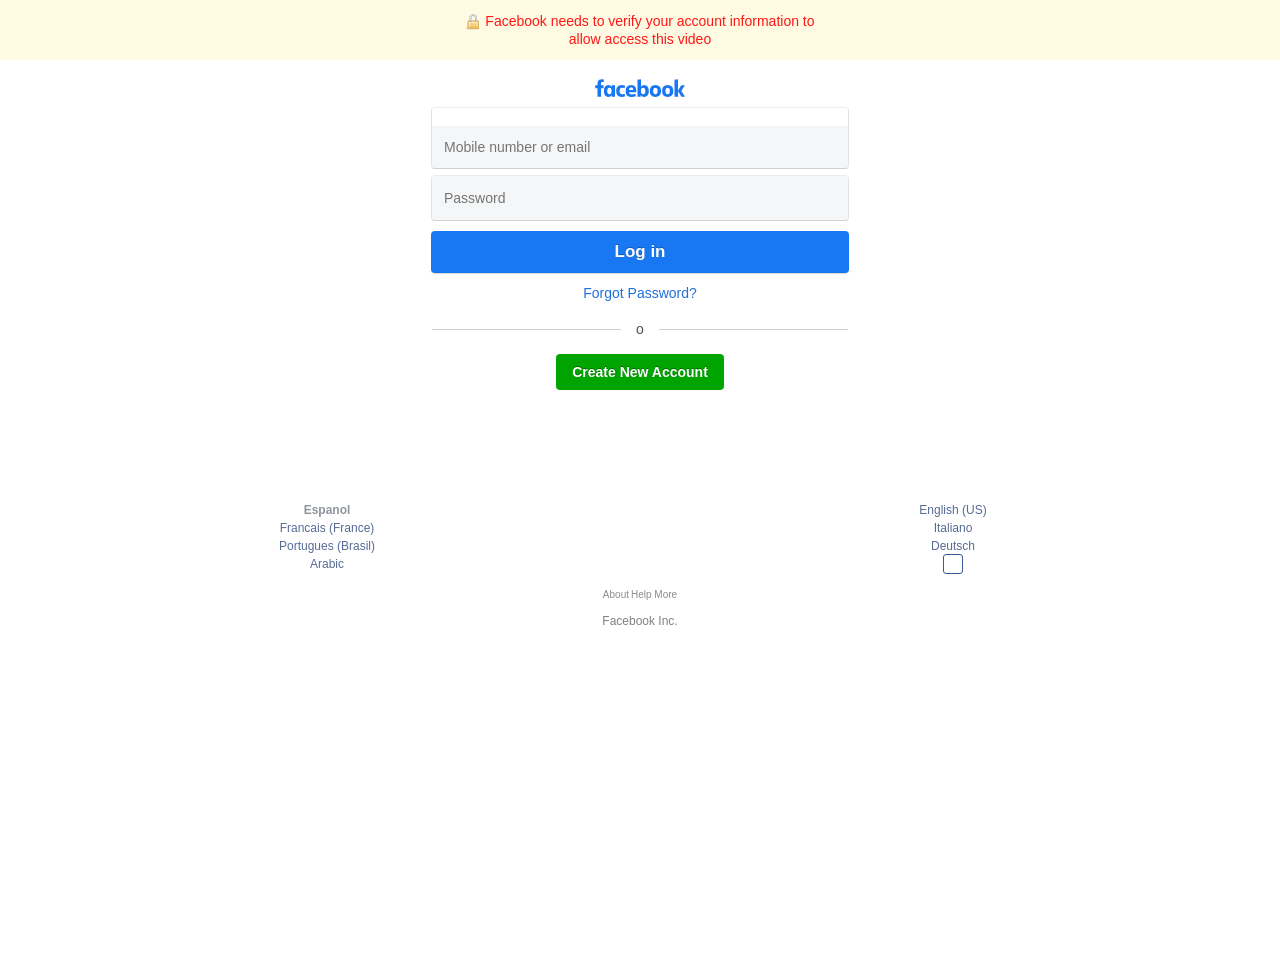 🔒 Facebook needs to verify your account information to
allow access this video
facebook
Mobile number or email
Password
Log in
Forgot Password?
o
Create New Account
Espanol
Francais (France)
Portugues (Brasil)
Arabic
English (US)
Italiano
Deutsch
About Help More
Facebook Inc.